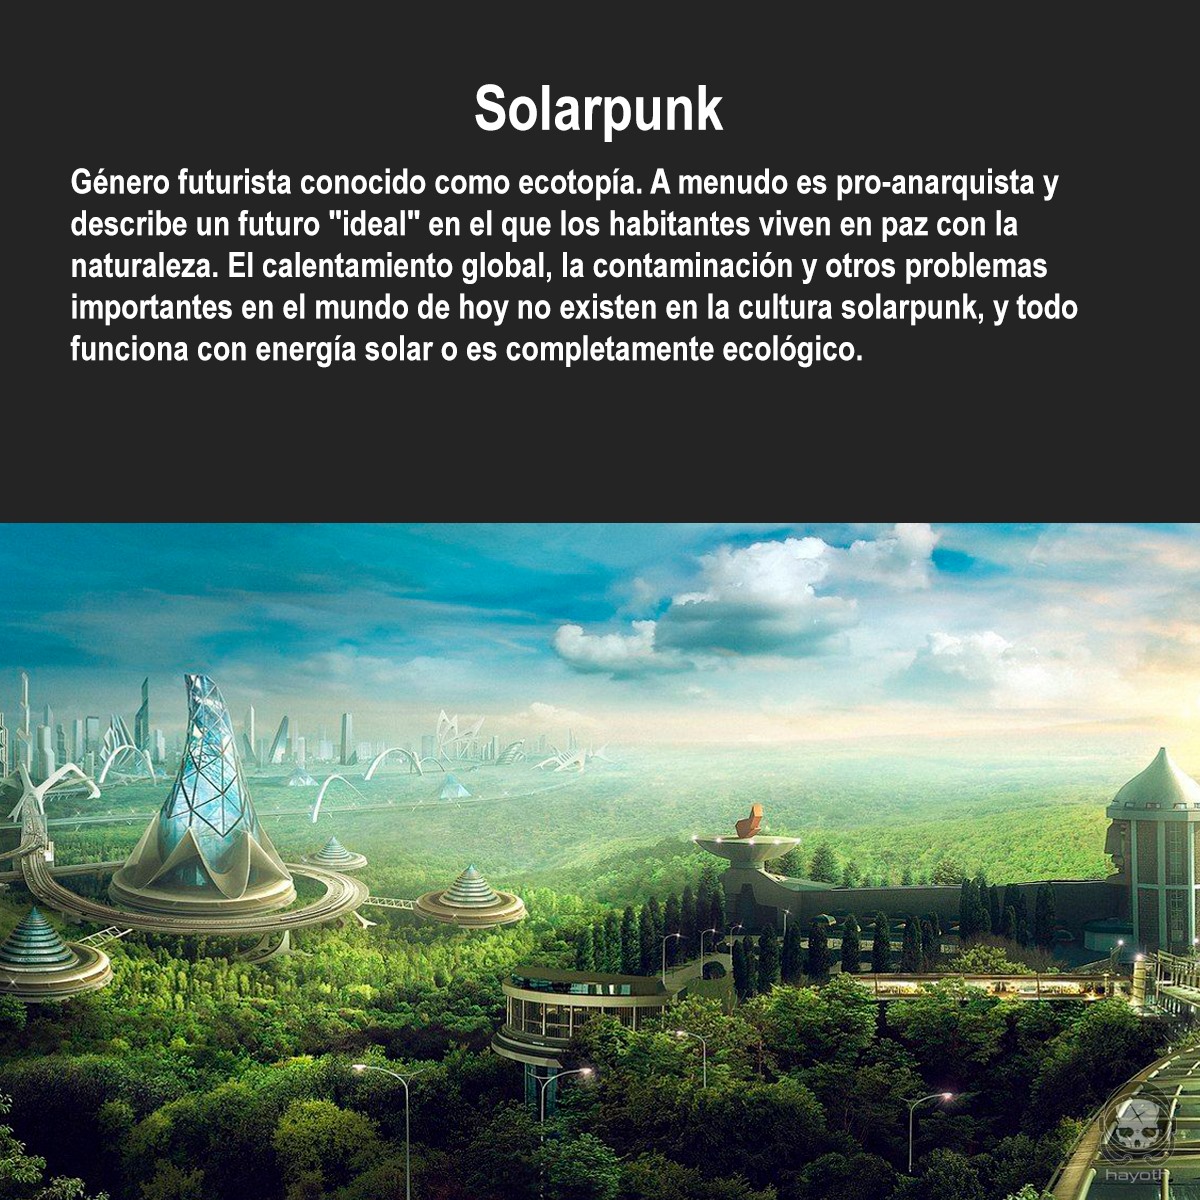 Solarpunk
Género futurista conocido como ecotopía. A menudo es pro-anarquista y
describe un futuro "ideal" en el que los habitantes viven en paz con la
naturaleza. El calentamiento global, la contaminación y otros problemas
importantes en el mundo de hoy no existen en la cultura solarpunk, y todo
funciona con energía solar o es completamente ecológico.
hayoth